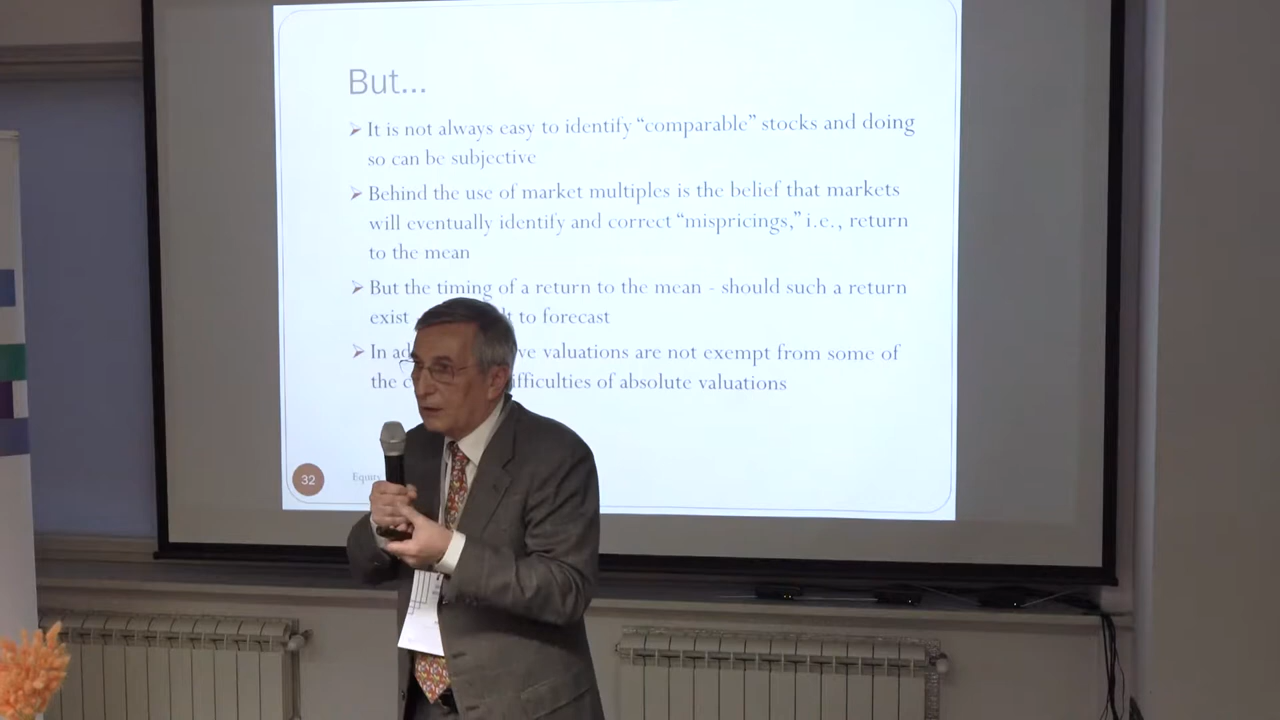 But...
It is not always easy to identify “comparable” stocks and doing
so can be subjective
Behind the use of market multiples is the belief that markets
will eventually identify and correct “mispricings,” i.e., return
to the mean
But the timing of a return to the mean - should such a return
exist to forecast
In valuations are not exempt from some of
the difficulties of absolute valuations
32